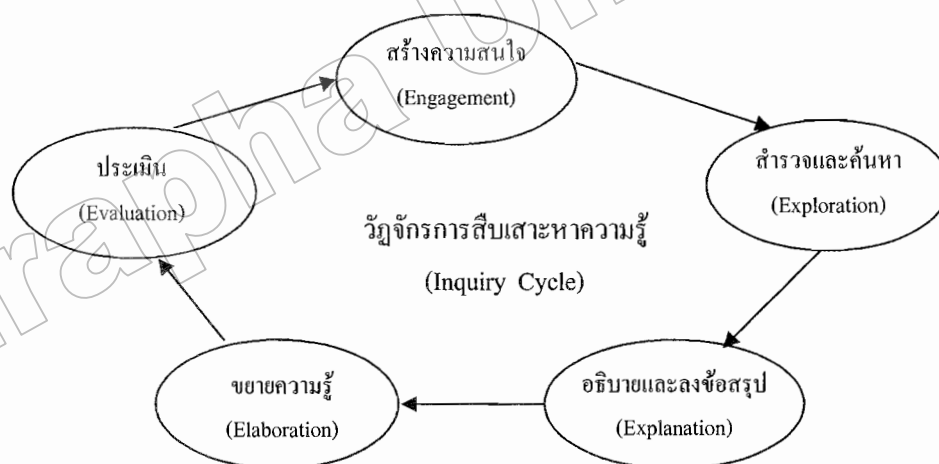 สร้างความสนใจ
(Engagement)
ประเมิน
(Evaluation)
สำรวจและค้นหา
(Exploration)
วัฏจักรการสืบเสาะหาความรู้
(Inquiry Cycle)
ขยายความรู้
(Elaboration)
อธิบายและลงข้อสรุป
(Explanation)